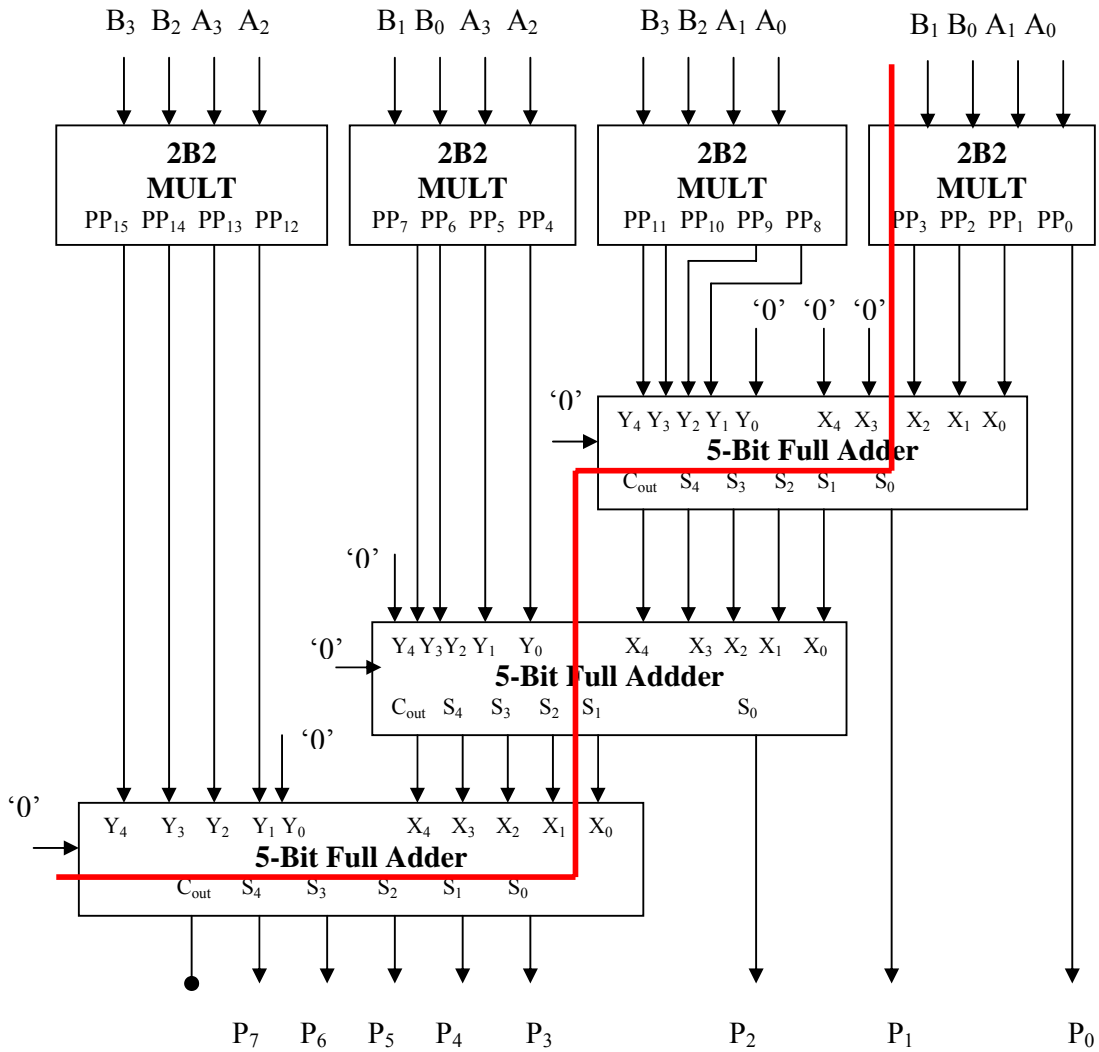 B₃ B₂ A₃ A₂ B₁ B₀ A₃ A₂ B₃ B₂ A₁ A₀ B₁ B₀ A₁ A₀
2B2 2B2 2B2 2B2
MULT MULT MULT MULT
PP₁₅ PP₁₄ PP₁₃ PP₁₂ PP₇ PP₆ PP₅ PP₄ PP₁₁ PP₁₀ PP₉ PP₈ PP₃ PP₂ PP₁ PP₀
‘0’ ‘0’ ‘0’
‘0’
Y₄ Y₃ Y₂ Y₁ Y₀ X₄ X₃ X₂ X₁ X₀
5-Bit Full Adder
Cout S₄ S₃ S₂ S₁ S₀
‘0’
‘0’
Y₄ Y₃ Y₂ Y₁ Y₀ X₄ X₃ X₂ X₁ X₀
5-Bit Full Addder
Cout S₄ S₃ S₂ S₁ S₀
‘0’
‘0’
Y₄ Y₃ Y₂ Y₁ Y₀ X₄ X₃ X₂ X₁ X₀
5-Bit Full Adder
Cout S₄ S₃ S₂ S₁ S₀
P₇ P₆ P₅ P₄ P₃ P₂ P₁ P₀